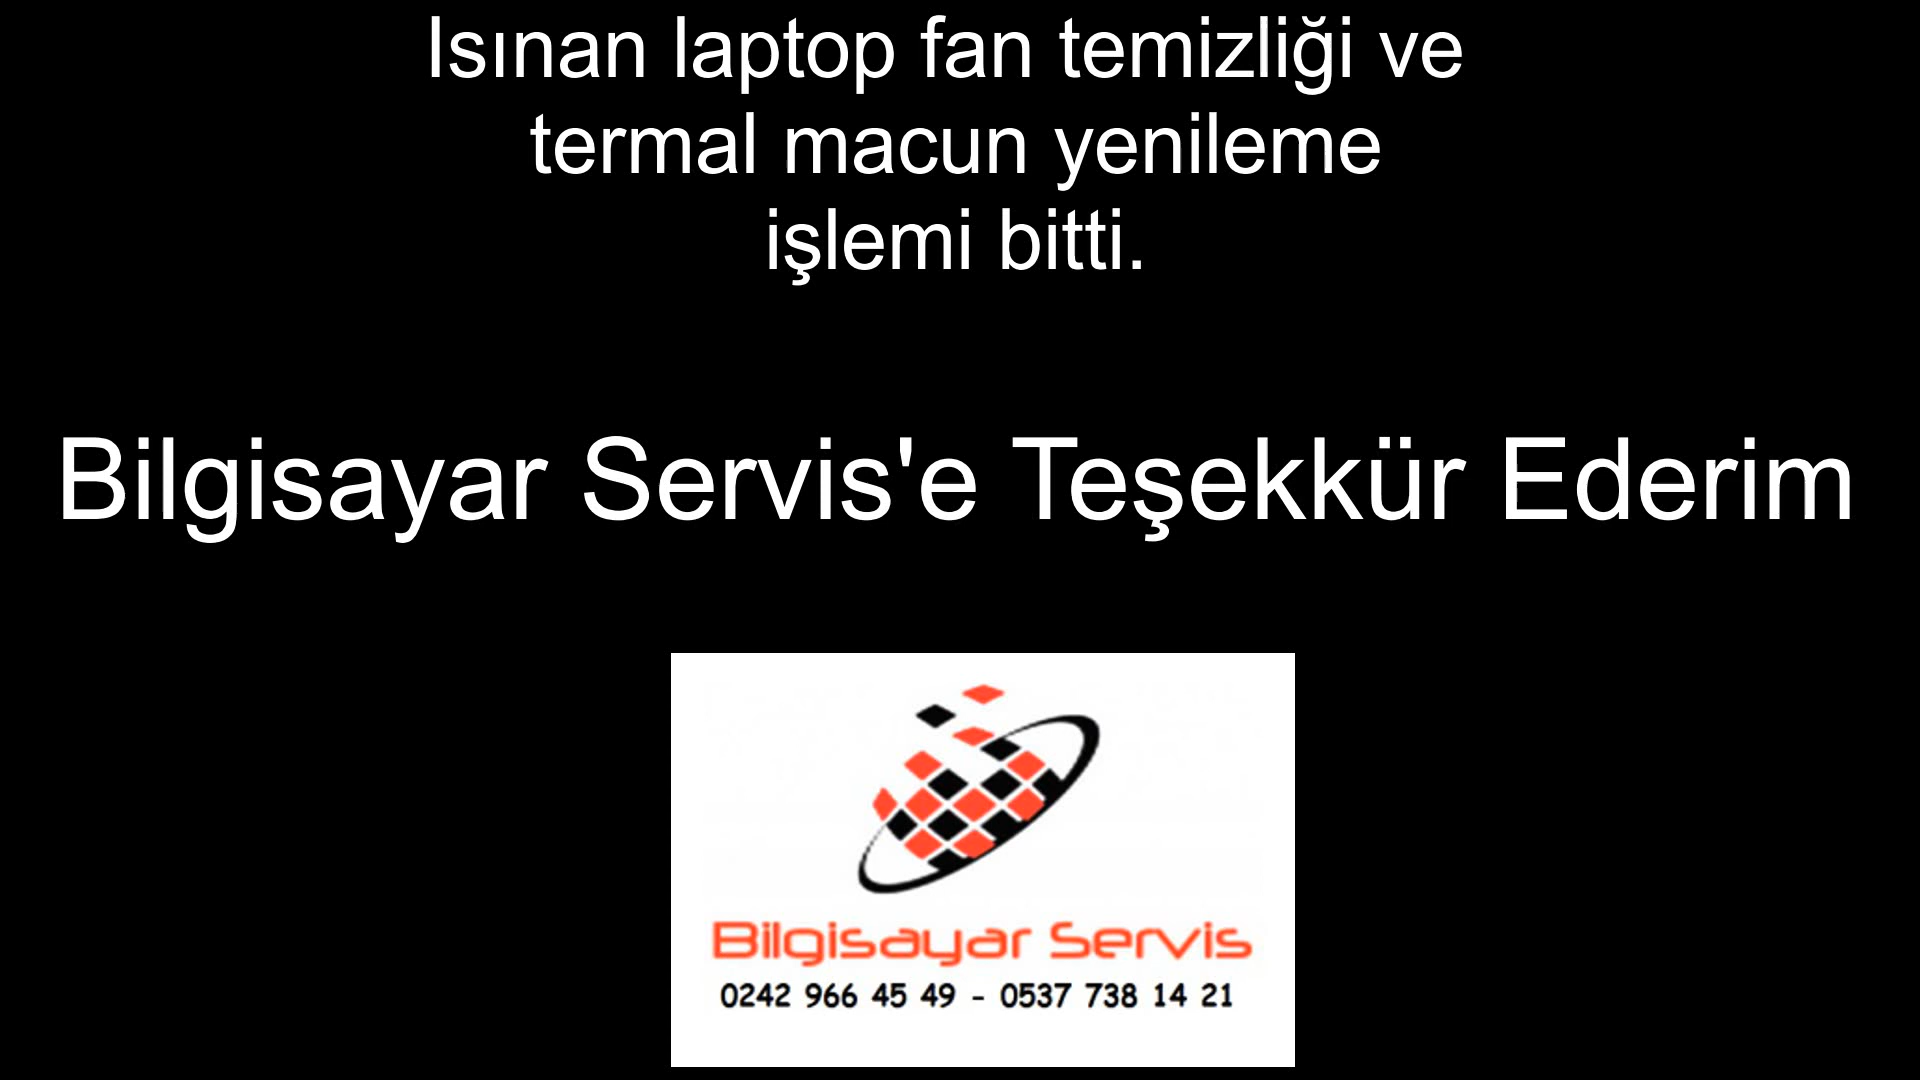 Isınan laptop fan temizliği ve
termal macun yenileme
işlemi bitti.
Bilgisayar Servis'e Teşekkür Ederim
Bilgisayar Servis
0242 966 45 49 - 0537 738 14 21